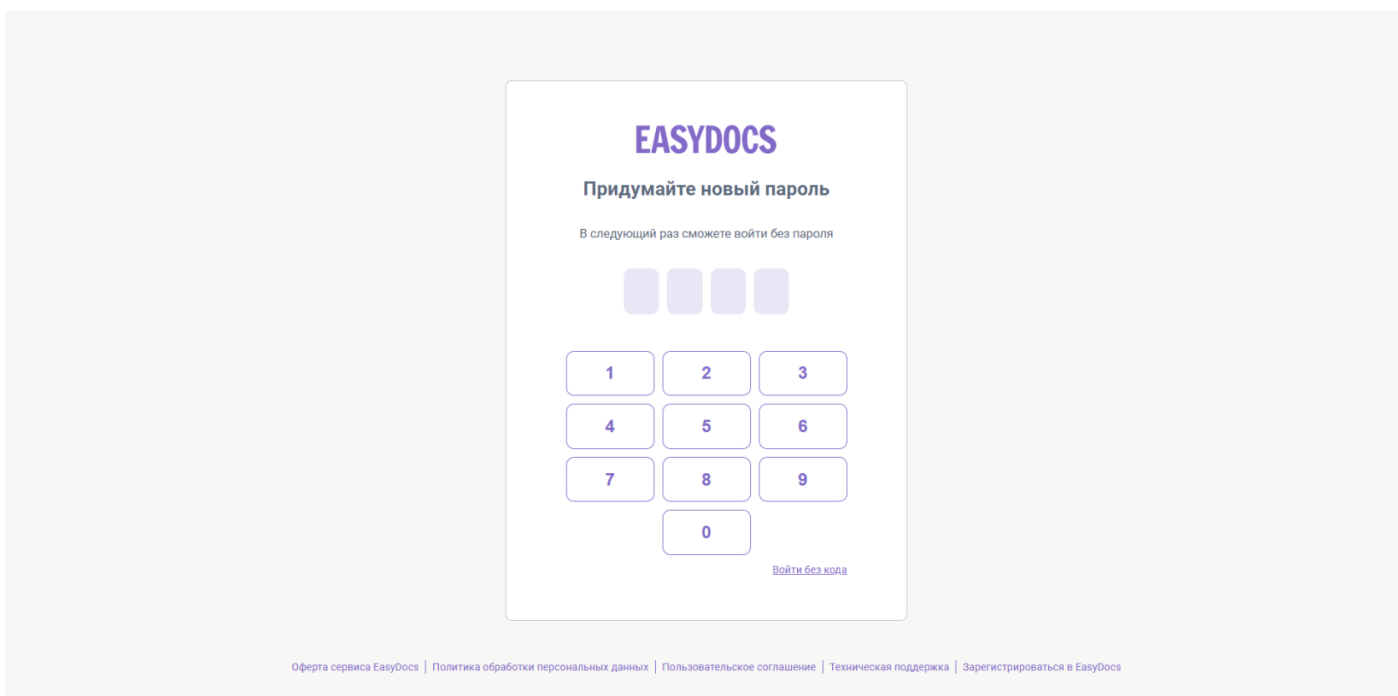 EASYDOCS
Придумайте новый пароль
В следующий раз сможете войти без пароля
1 2 3
4 5 6
7 8 9
0
Войти без кода
Оферта сервиса EasyDocs | Политика обработки персональных данных | Пользовательское соглашение | Техническая поддержка | Зарегистрироваться в EasyDocs